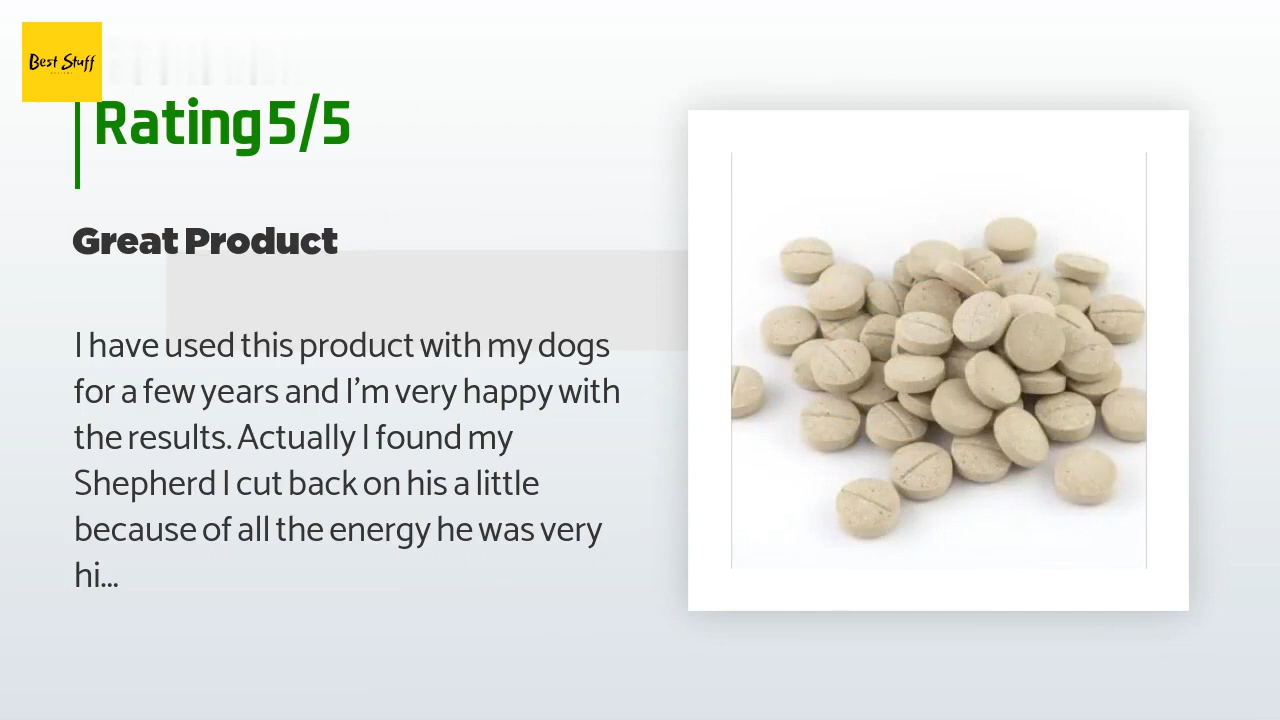 Best Stuff
Rating 5/5
Great Product
I have used this product with my dogs
for a few years and I'm very happy with
the results. Actually I found my
Shepherd I cut back on his a little
because of all the energy he was very
hi...